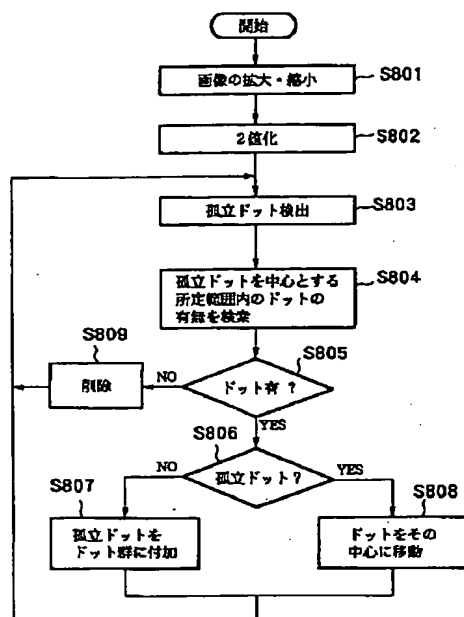 開始
画像の拡大・縮小
S801
2値化
S802
孤立ドット検出
S803
孤立ドットを中心とする
所定範囲内のドットの
有無を検索
S804
S809
削除
NO
ドット有?
S805
YES
S806
NO
孤立ドット?
YES
S807
孤立ドットを
ドット群に付加
S808
ドットをその
中心に移動